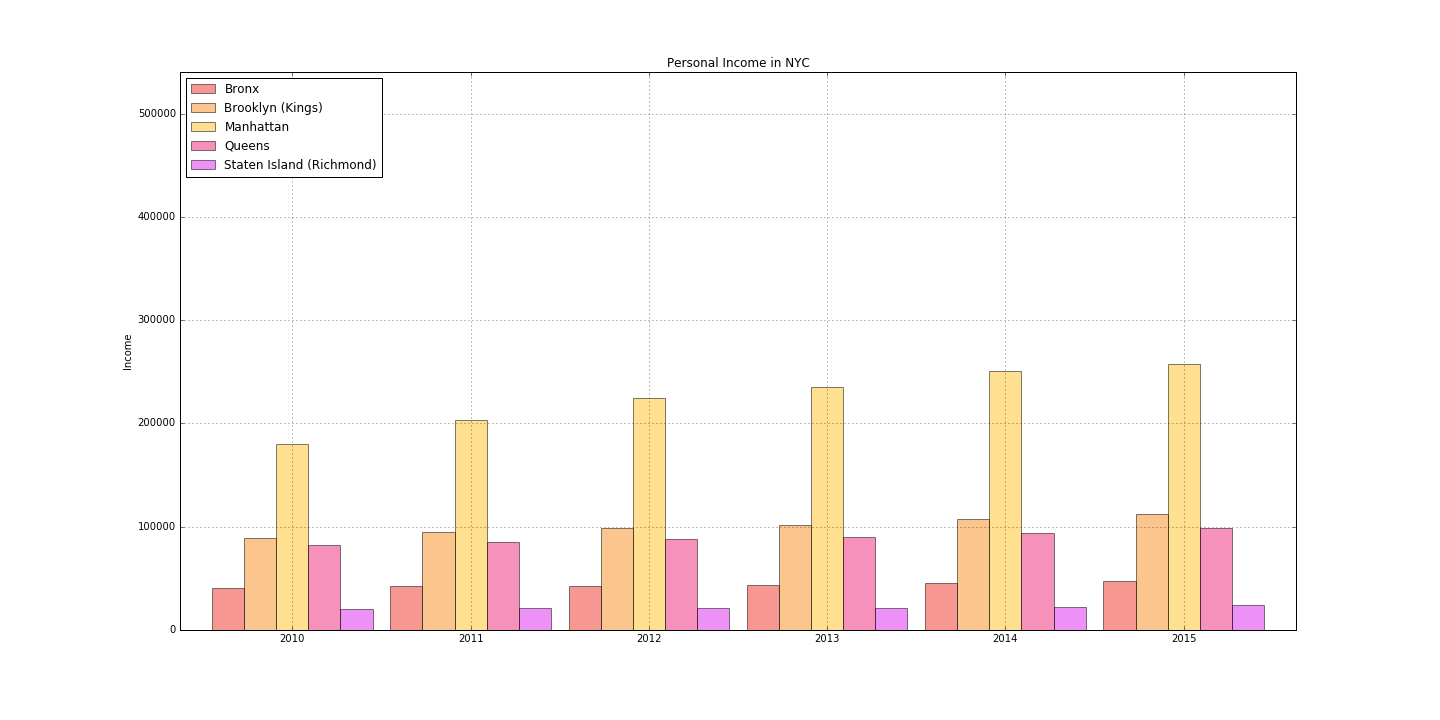 Personal Income in NYC
Bronx
Brooklyn (Kings)
Manhattan
Queens
Staten Island (Richmond)
500000
400000
300000
200000
100000
0
Income
2010 2011 2012 2013 2014 2015